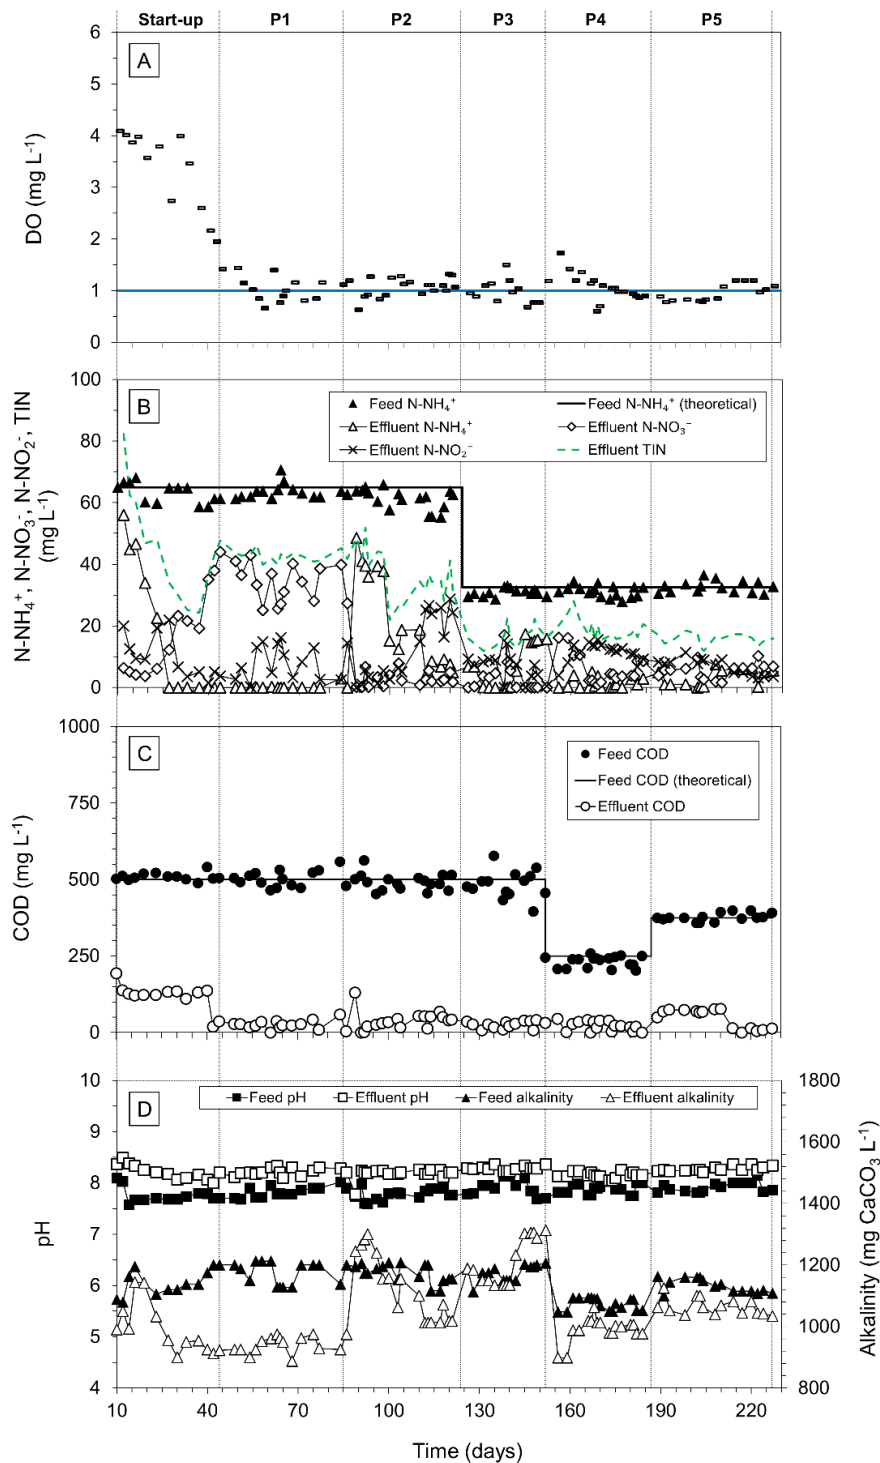 Start-up P1 P2 P3 P4 P5
A
6
5
4
3
2
1
0
DO (mg L-1)
B
100
80
60
40
20
0
N-NH4+, N-NO3-, N-NO2-, TIN
(mg L-1)
Feed N-NH4+ Feed N-NH4+ (theoretical)
Effluent N-NH4+ Effluent N-NO3−
Effluent N-NO2− Effluent TIN
C
1000
750
500
250
0
COD (mg L-1)
Feed COD
Feed COD (theoretical)
Effluent COD
D
10
9
8
7
6
5
4
pH
Feed pH Effluent pH Feed alkalinity Effluent alkalinity
1800
1600
1400
1200
1000
800
Alkalinity (mg CaCO3 L-1)
10 40 70 100 130 160 190 220
Time (days)